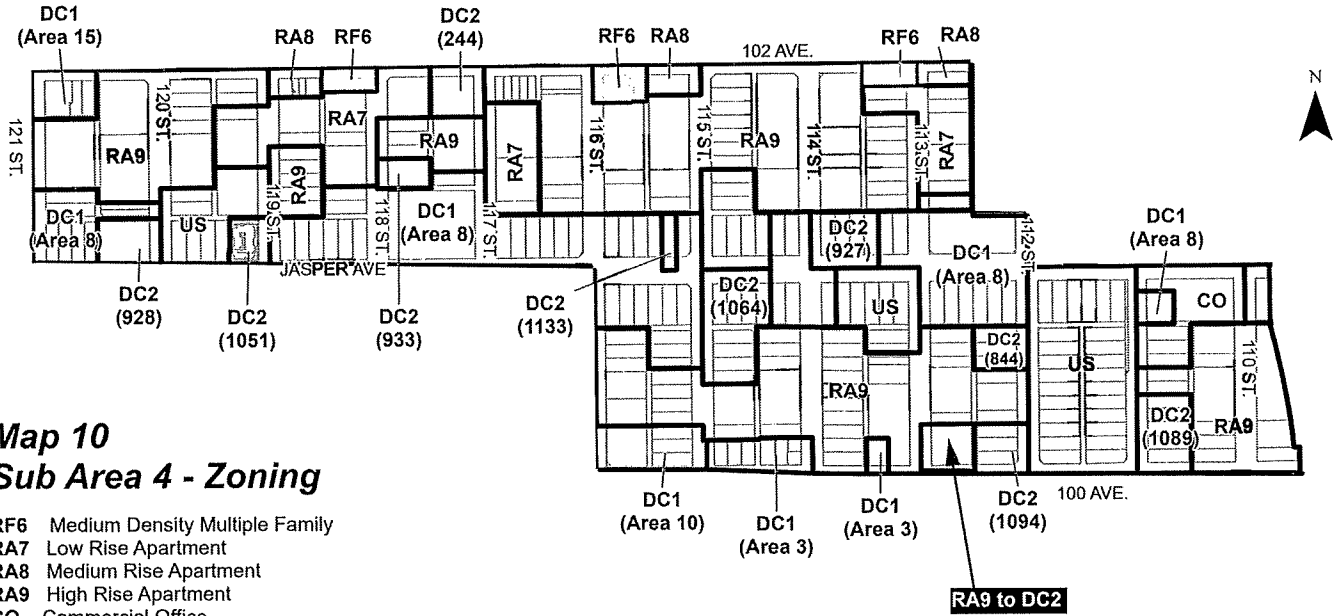 DC1
(Area 15)
RA8
RF6
DC2
(244)
RF6
RA8
102 AVE.
RF6
RA8
N
121 ST.
120 ST.
RA9
RA7
RA9
RA9
RA7
116 ST.
115 ST.
RA9
114 ST.
113 ST.
RA7
DC1
(Area 8)
US
119 ST.
118 ST.
DC1
(Area 8)
117 ST.
DC2
(927)
DC1
(Area 8)
112 ST.
DC1
(Area 8)
JASPER AVE
DC2
(928)
DC2
(1051)
DC2
(933)
DC2
(1133)
DC2
(1064)
US
DC2
(844)
US
CO
110 ST.
RA9
DC2
(1089)
RA9
Map 10
Sub Area 4 - Zoning
DC1
(Area 10)
DC1
(Area 3)
DC1
(Area 3)
DC2
(1094)
100 AVE.
RF6 Medium Density Multiple Family
RA7 Low Rise Apartment
RA8 Medium Rise Apartment
RA9 High Rise Apartment
CO Commercial Office
RA9 to DC2